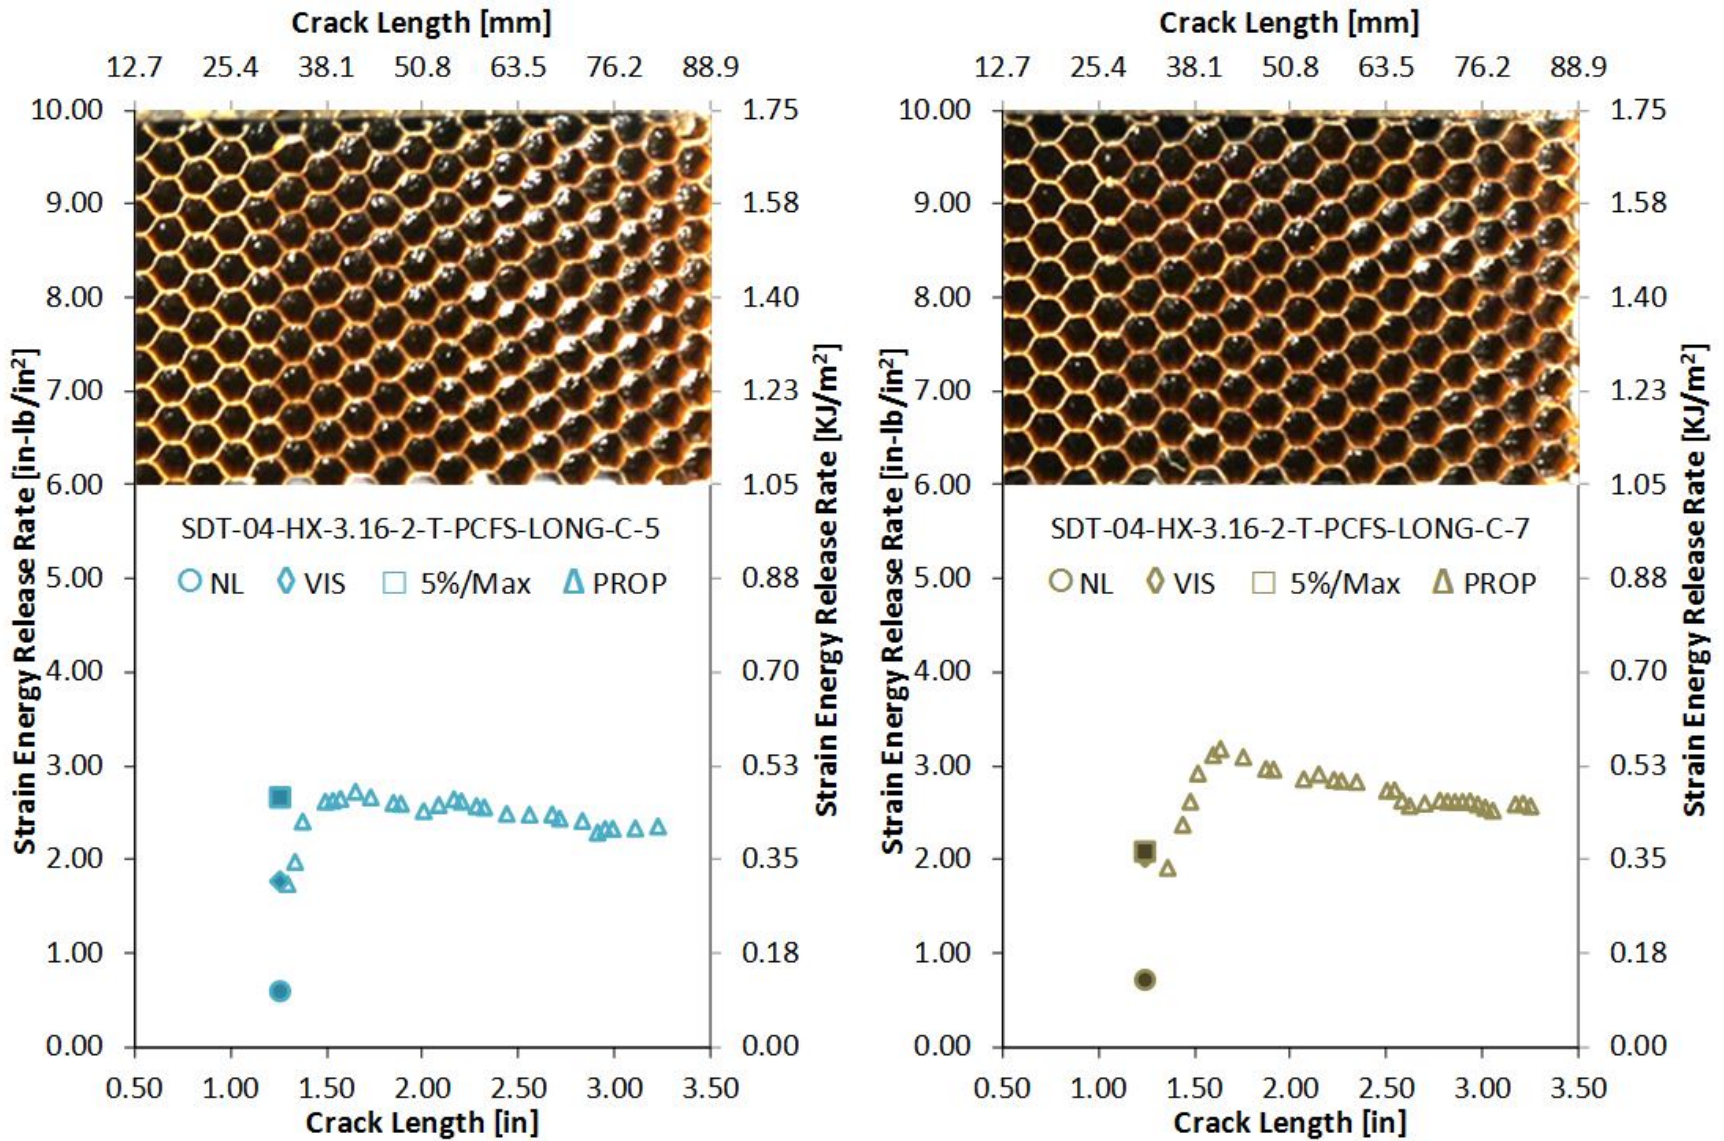 Crack Length [mm]
12.7 25.4 38.1 50.8 63.5 76.2 88.9
10.00
9.00
8.00
7.00
6.00
5.00
4.00
3.00
2.00
1.00
0.00
Strain Energy Release Rate [in-lb/in²]
SDT-04-HX-3.16-2-T-PCFS-LONG-C-5
NL VIS 5%/Max PROP
1.75
1.58
1.40
1.23
1.05
0.88
0.70
0.53
0.35
0.18
0.00
Strain Energy Release Rate [KJ/m²]
0.50 1.00 1.50 2.00 2.50 3.00 3.50
Crack Length [in]
Crack Length [mm]
12.7 25.4 38.1 50.8 63.5 76.2 88.9
10.00
9.00
8.00
7.00
6.00
5.00
4.00
3.00
2.00
1.00
0.00
Strain Energy Release Rate [in-lb/in²]
SDT-04-HX-3.16-2-T-PCFS-LONG-C-7
NL VIS 5%/Max PROP
1.75
1.58
1.40
1.23
1.05
0.88
0.70
0.53
0.35
0.18
0.00
Strain Energy Release Rate [KJ/m²]
0.50 1.00 1.50 2.00 2.50 3.00 3.50
Crack Length [in]